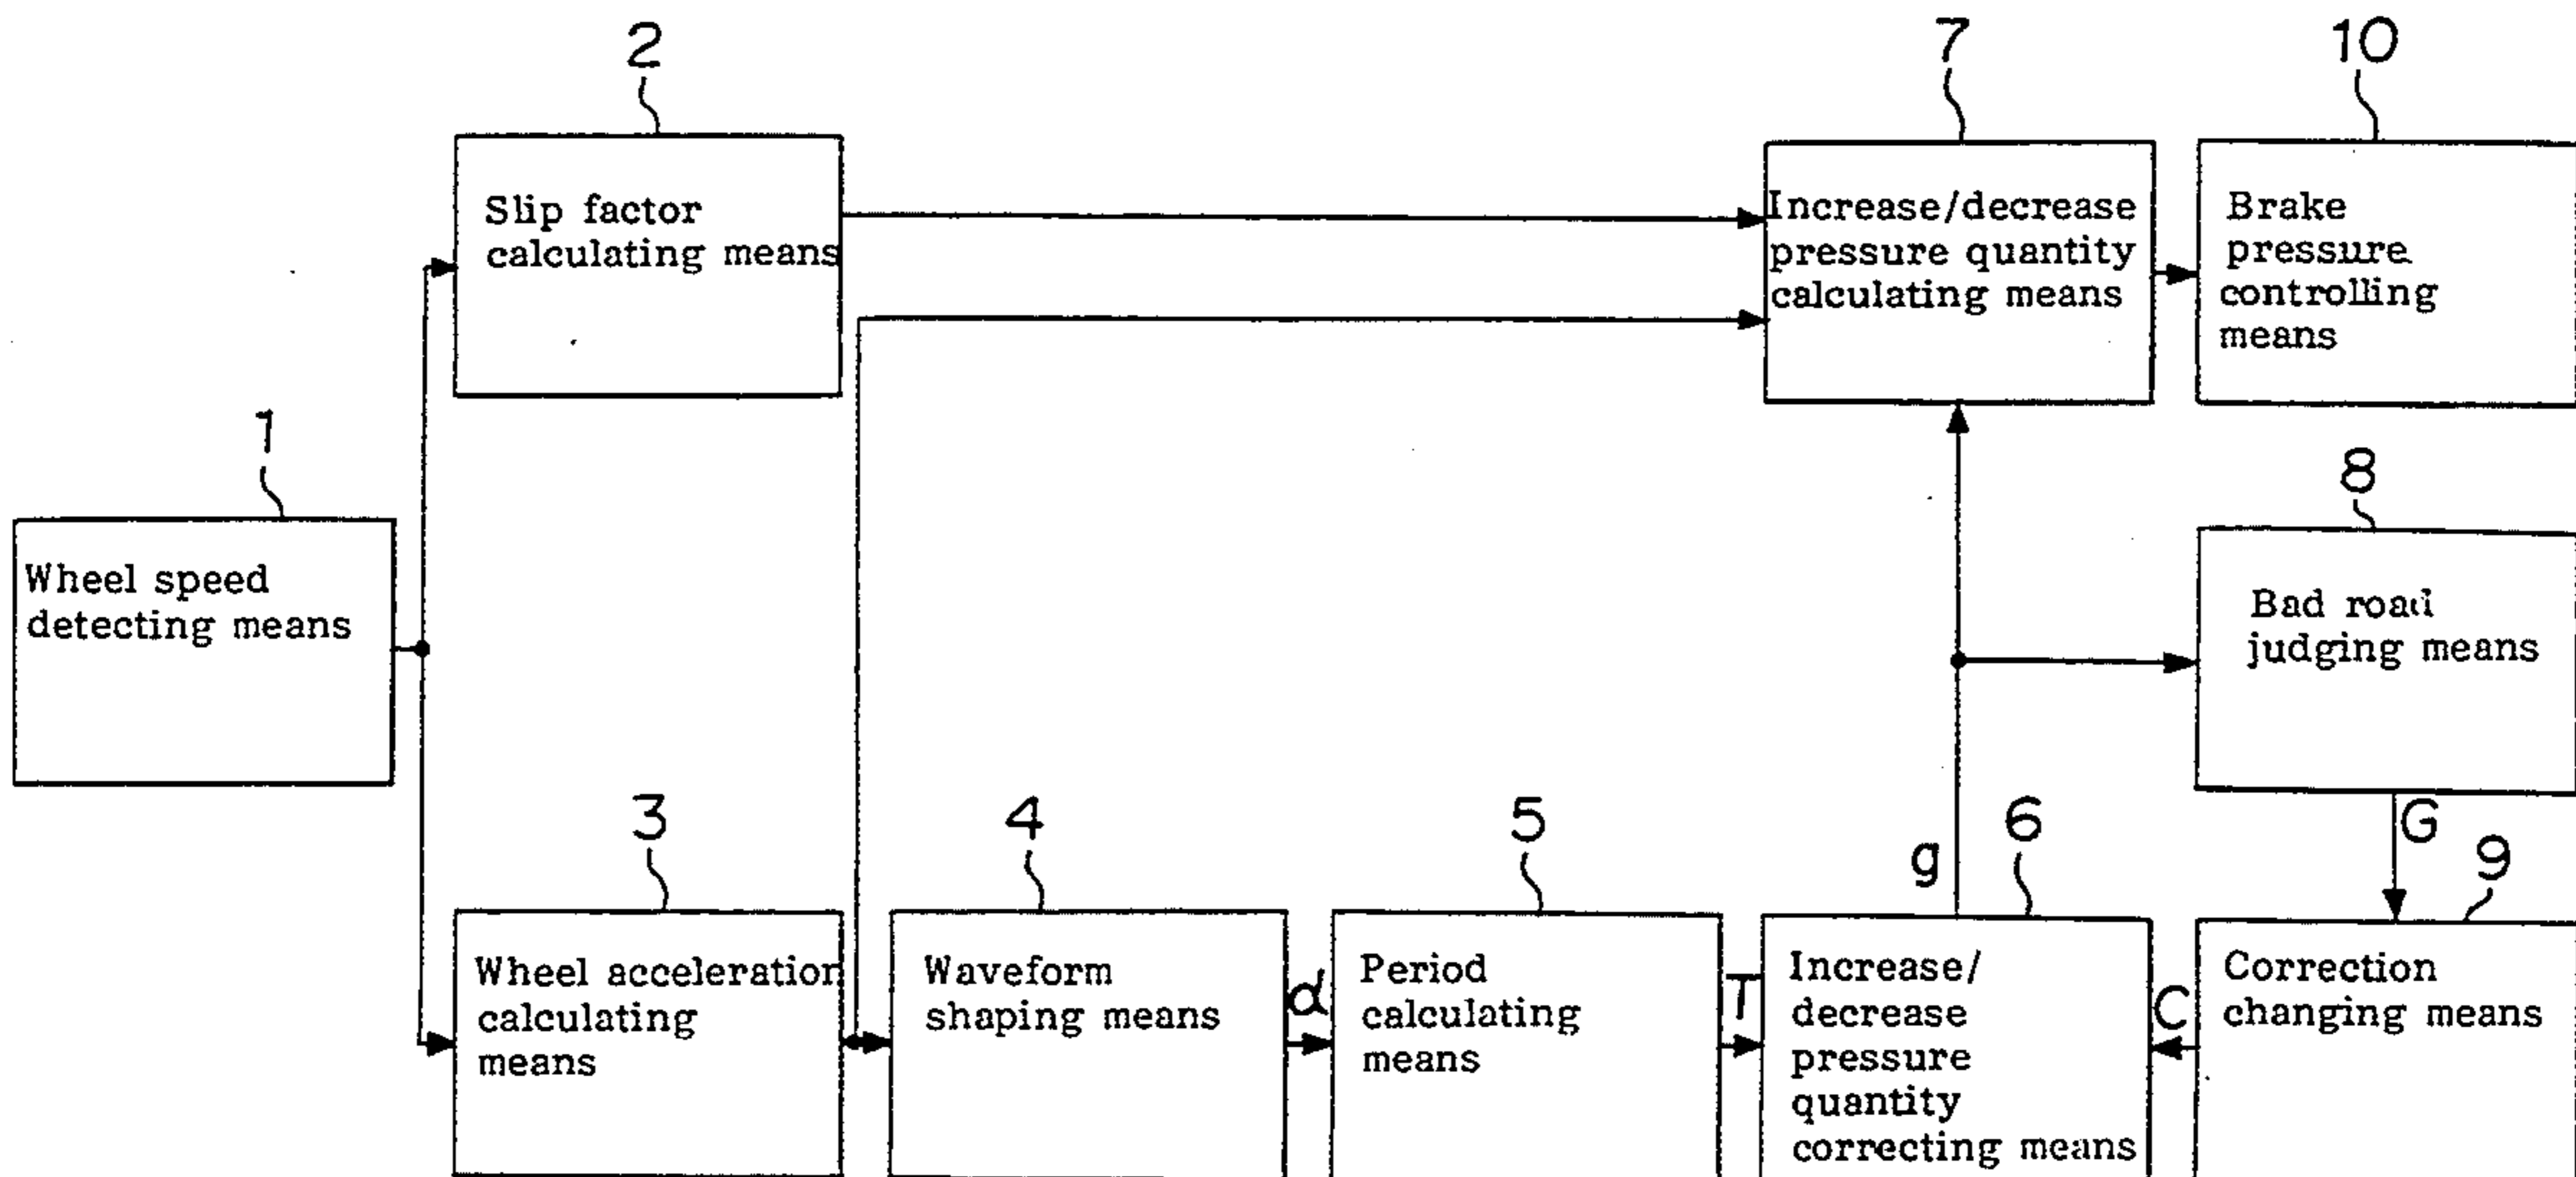 2
7
10
Slip factor
calculating means
Increase/decrease
pressure quantity
calculating means
Brake
pressure
controlling
means
1
8
Wheel speed
detecting means
Bad road
judging means
3
4
5
g
6
G
9
Wheel acceleration
calculating
means
Waveform
shaping means
α
Period
calculating
means
T
Increase/
decrease
pressure
quantity
correcting means
C
Correction
changing means